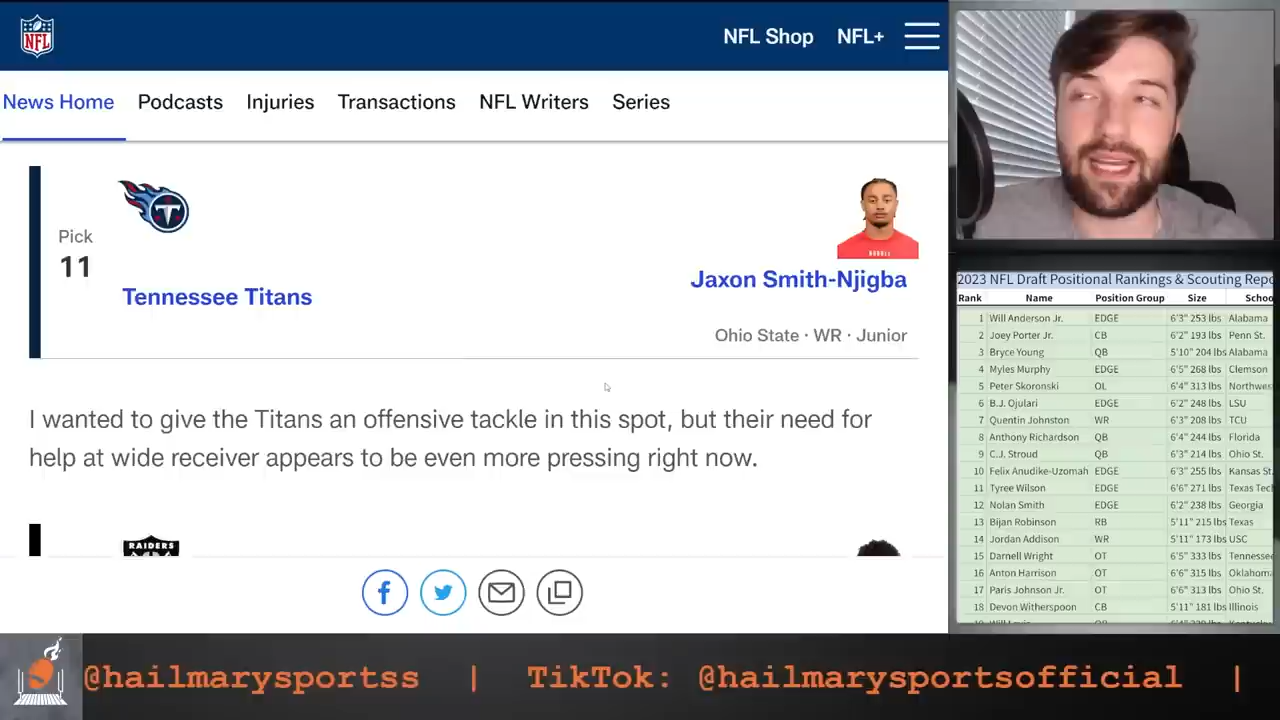 NFL
NFL Shop NFL+
News Home Podcasts Injuries Transactions NFL Writers Series
Pick
11
Tennessee Titans
Jaxon Smith-Njigba
Ohio State · WR · Junior
I wanted to give the Titans an offensive tackle in this spot, but their need for
help at wide receiver appears to be even more pressing right now.
RAIDERS
2023 NFL Draft Positional Rankings & Scouting Repo
Rank Name Position Group Size Schoo
1 Will Anderson Jr. EDGE 6'3" 253 lbs Alabama
2 Joey Porter Jr. CB 6'2" 193 lbs Penn St.
3 Bryce Young QB 5'10" 204 lbs Alabama
4 Myles Murphy EDGE 6'5" 268 lbs Clemson
5 Peter Skoronski OL 6'4" 313 lbs Northwes
6 B.J. Ojulari EDGE 6'2" 248 lbs LSU
7 Quentin Johnston WR 6'3" 208 lbs TCU
8 Anthony Richardson QB 6'4" 244 lbs Florida
9 C.J. Stroud QB 6'3" 214 lbs Ohio St.
10 Felix Anudike-Uzomah EDGE 6'3" 255 lbs Kansas St.
11 Tyree Wilson EDGE 6'6" 271 lbs Texas Tec
12 Nolan Smith EDGE 6'2" 238 lbs Georgia
13 Bijan Robinson RB 5'11" 215 lbs Texas
14 Jordan Addison WR 5'11" 173 lbs USC
15 Darnell Wright OT 6'5" 333 lbs Tennessee
16 Anton Harrison OT 6'6" 315 lbs Oklahom
17 Paris Johnson Jr. OT 6'6" 313 lbs Ohio St.
18 Devon Witherspoon CB 5'11" 181 lbs Illinois
@hailmarysportss | TikTok: @hailmarysportsofficial |